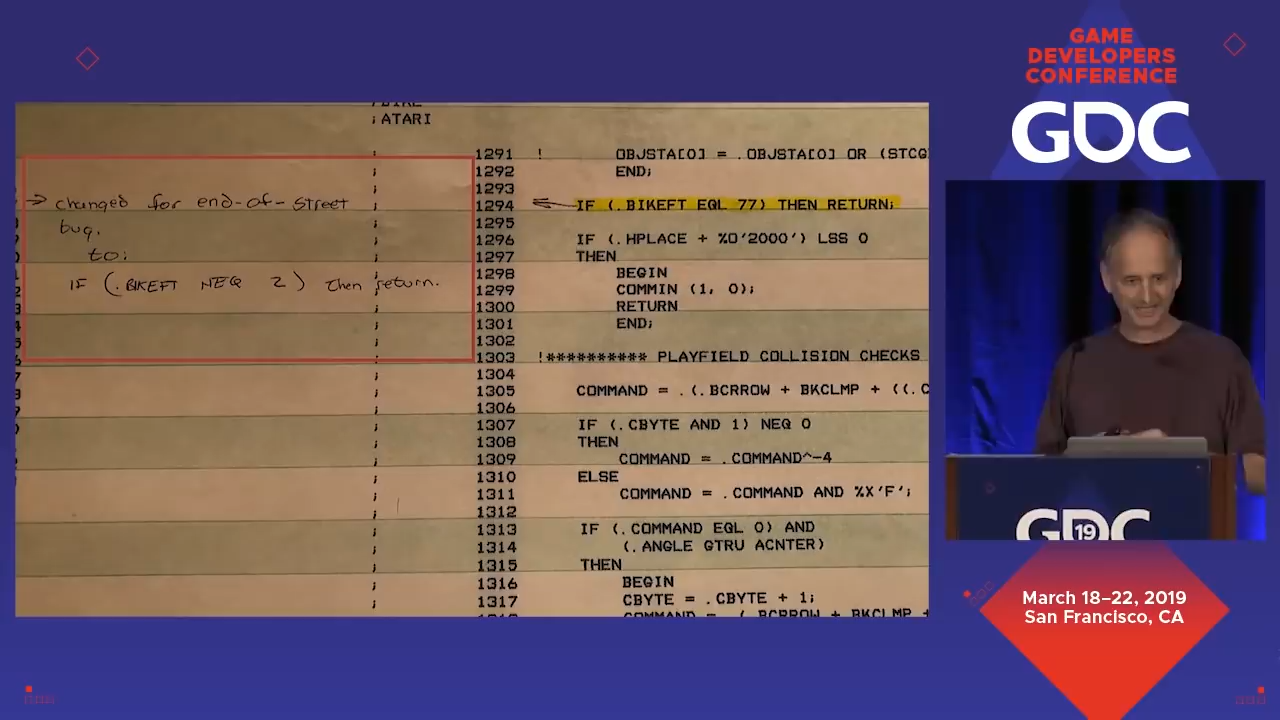 GAME
DEVELOPERS
CONFERENCE
GDC
; ATARI
1291 ! OBJSTA[0] = .OBJSTA[0] OR (STCG
1292 END;
1293
1294 IF (.BIKEFT EQL 77) THEN RETURN;
1295
1296 IF (.HPLACE + %O'2000') LSS 0
1297 THEN
1298 BEGIN
1299 COMMIN (1, 0);
1300 RETURN
1301 END;
1302
1303 !********** PLAYFIELD COLLISION CHECKS
1304
1305 COMMAND = .(.BCRROW + BKCLMP + ((.C
1306
1307 IF (.CBYTE AND 1) NEQ 0
1308 THEN
1309 COMMAND = .COMMAND^-4
1310 ELSE
1311 COMMAND = .COMMAND AND %X'F';
1312
1313 IF (.COMMAND EQL 0) AND
1314 (.ANGLE GTRU ACNTER)
1315 THEN
1316 BEGIN
1317 CBYTE = .CBYTE + 1;
COMMAND = .(.BCRROW + BKCLMP +
→ changed for end-of-street
bug.
to:
IF (.BIKEFT NEQ 2) then return.
GDC
19
March 18–22, 2019
San Francisco, CA